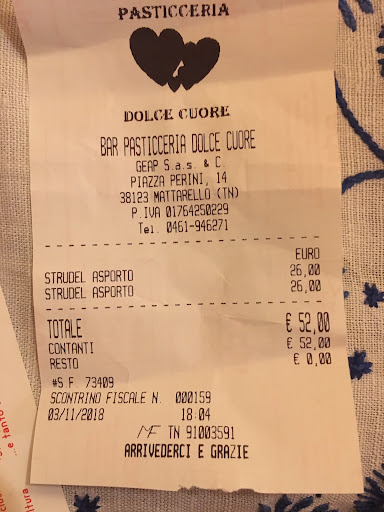 PASTICCERIA
DOLCE CUORE
BAR PASTICCERIA DOLCE CUORE
GEAP S.a.s. & C.
PIAZZA PERINI, 14
38123 MATTARELLO (TN)
P.IVA 01764250229
Tel. 0461-946271
EURO
STRUDEL ASPORTO 26,00
STRUDEL ASPORTO 26,00
TOTALE € 52,00
CONTANTI € 52,00
RESTO € 0,00
#S.F. 73409
SCONTRINO FISCALE N. 000159
03/11/2018 18:04
MF TN 91003591
ARRIVEDERCI E GRAZIE